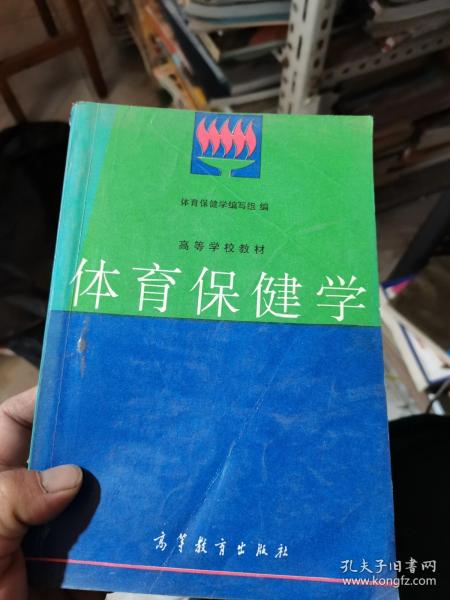 体育保健学编写组 编
高等学校教材
体育保健学
高等教育出版社
孔夫子旧书网
www.kongfz.com